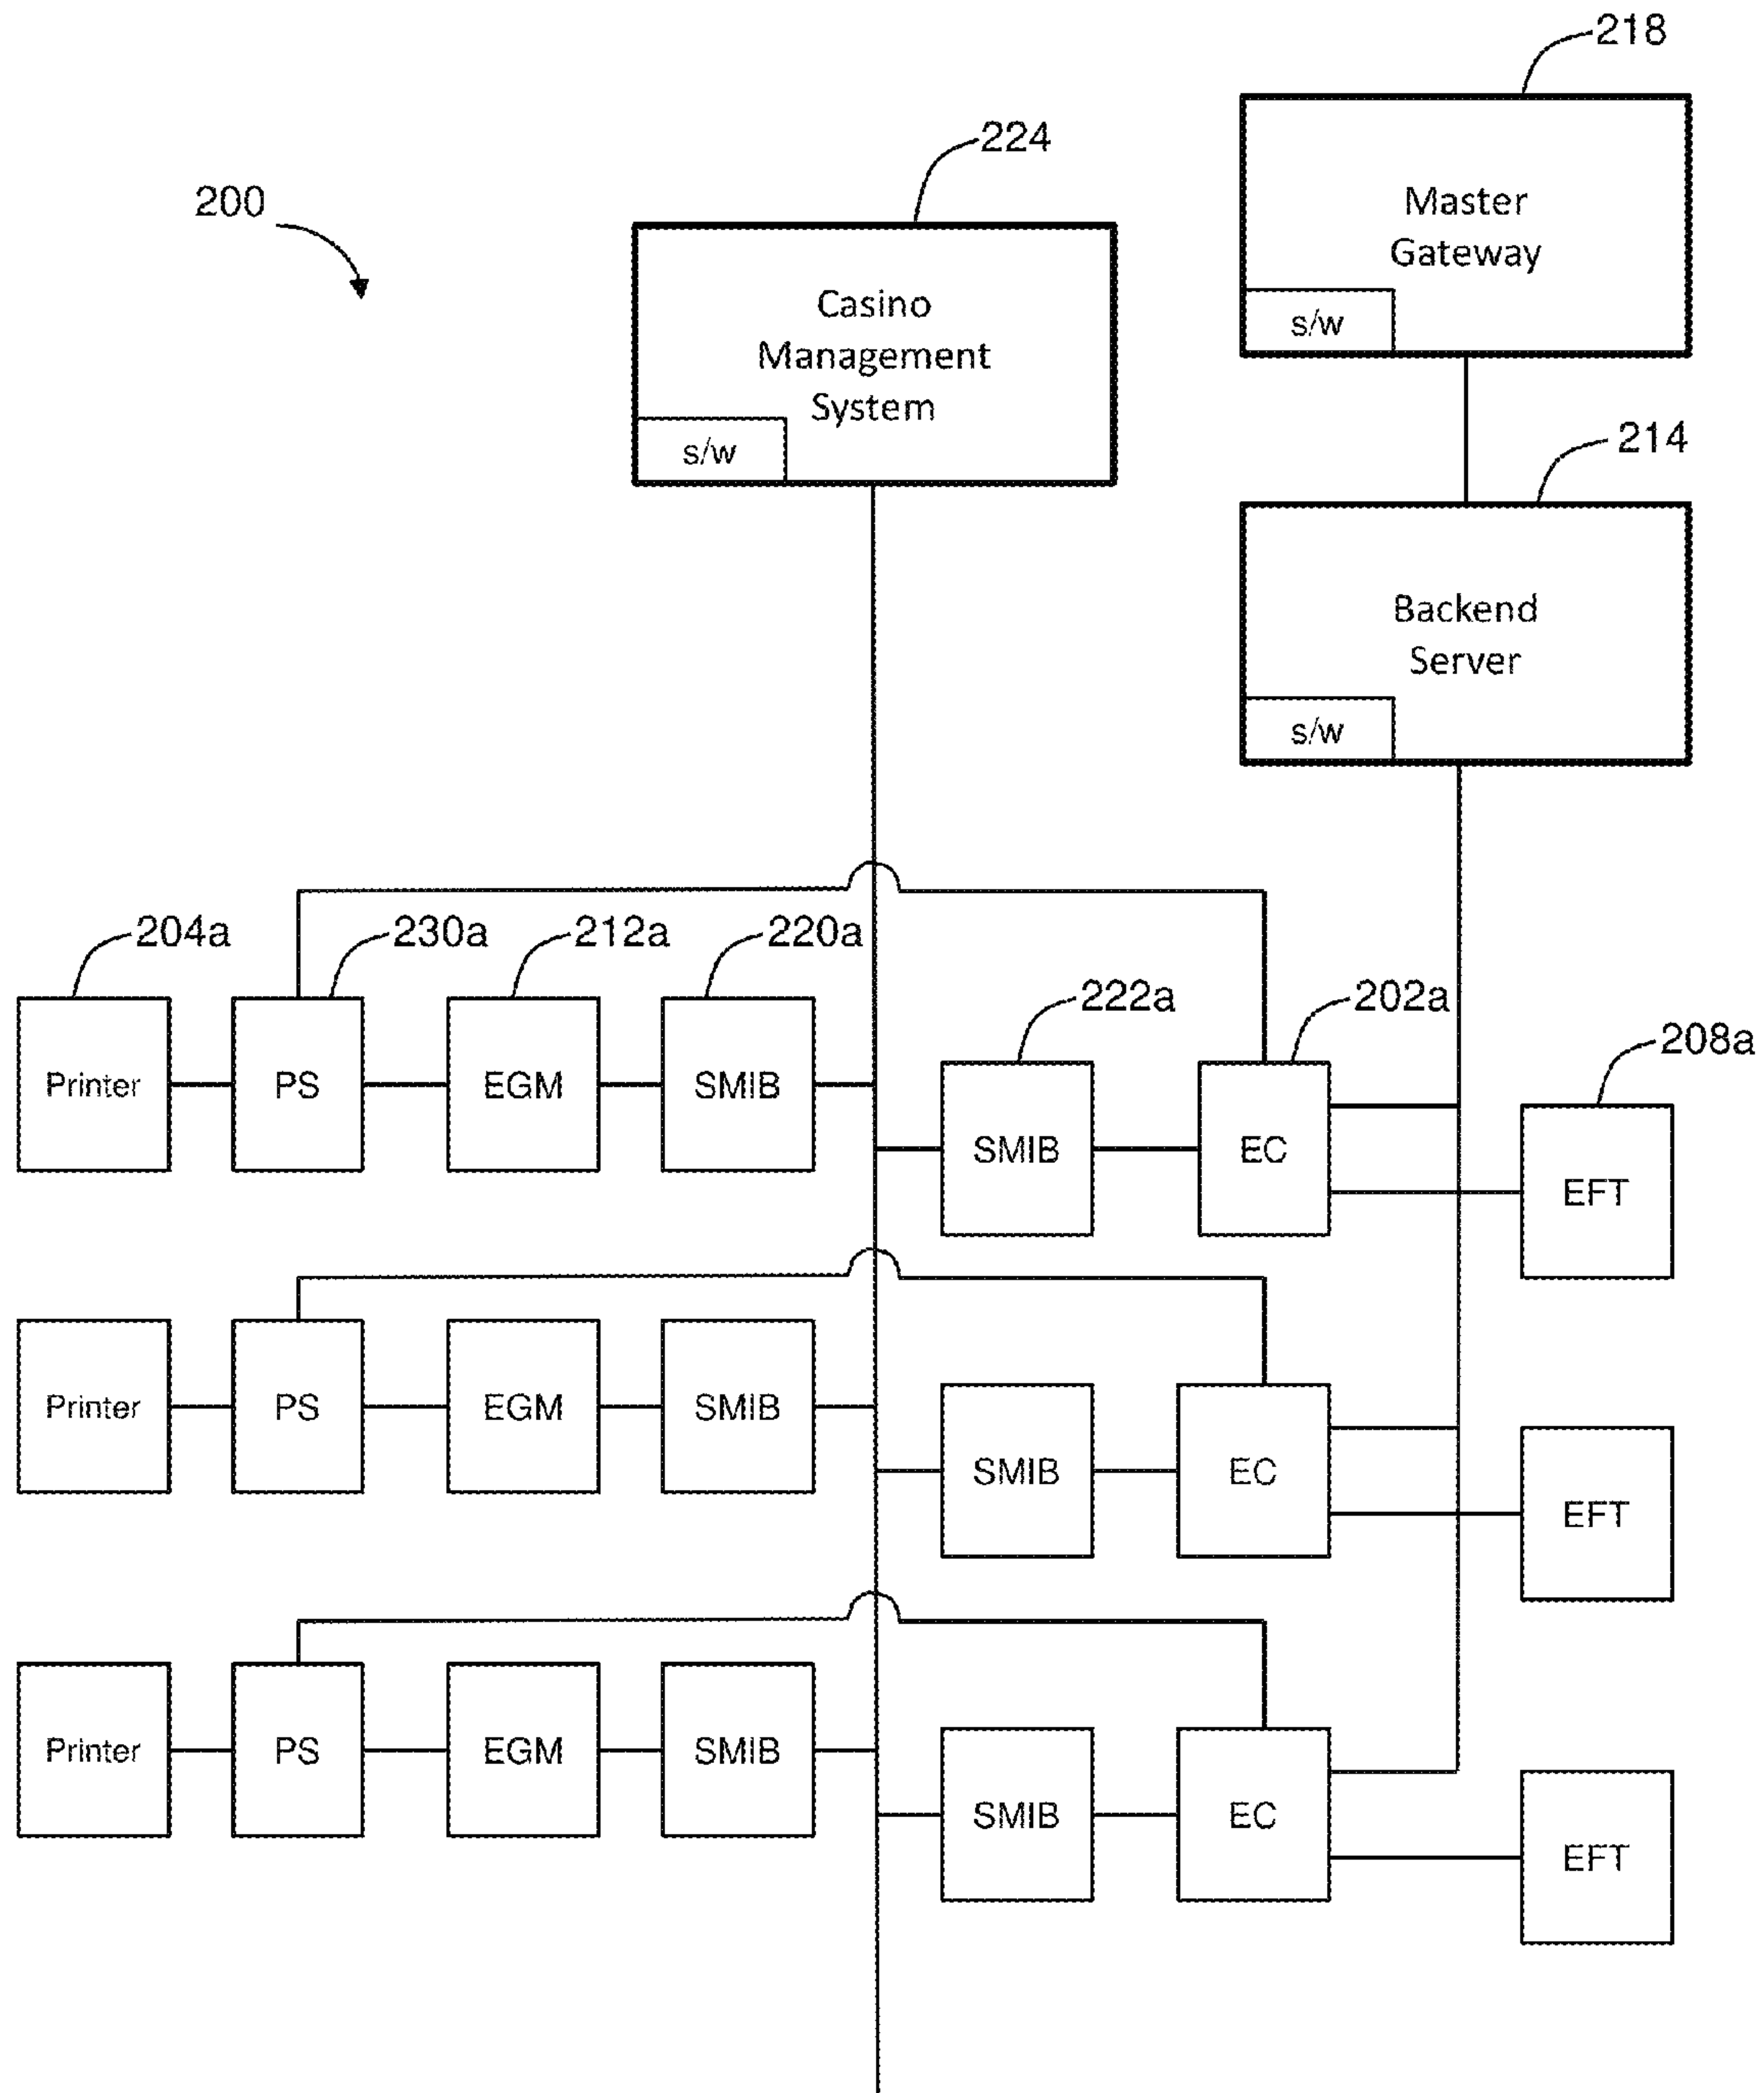 218
224
200
Master
Gateway
s/w
Casino
Management
System
s/w
214
Backend
Server
s/w
204a
230a
212a
220a
222a
202a
208a
Printer
PS
EGM
SMIB
SMIB
EC
EFT
Printer
PS
EGM
SMIB
SMIB
EC
EFT
Printer
PS
EGM
SMIB
SMIB
EC
EFT